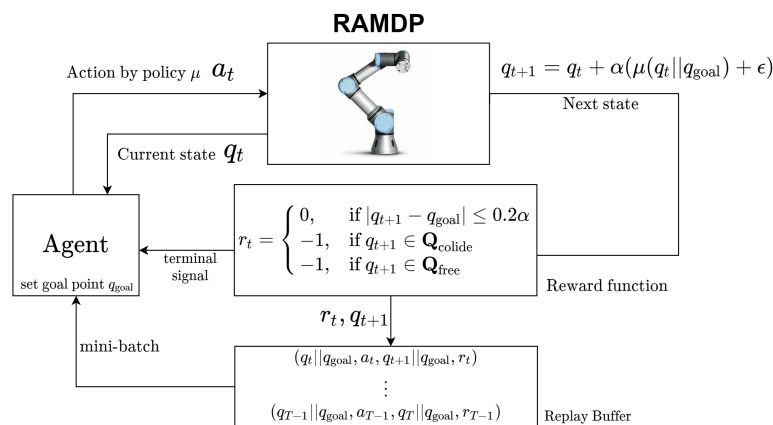 RAMDP
Action by policy μ a_t
q_{t+1} = q_t + α(μ(q_t||q_goal) + ϵ)
Next state
Current state q_t
Agent
set goal point q_goal
terminal
signal
r_t = { 0, if |q_{t+1} − q_goal| ≤ 0.2α
−1, if q_{t+1} ∈ Q_colide
−1, if q_{t+1} ∈ Q_free
Reward function
r_t, q_{t+1}
mini-batch
(q_t||q_goal, a_t, q_{t+1}||q_goal, r_t)
⋮
(q_{T−1}||q_goal, a_{T−1}, q_T||q_goal, r_{T−1})
Replay Buffer